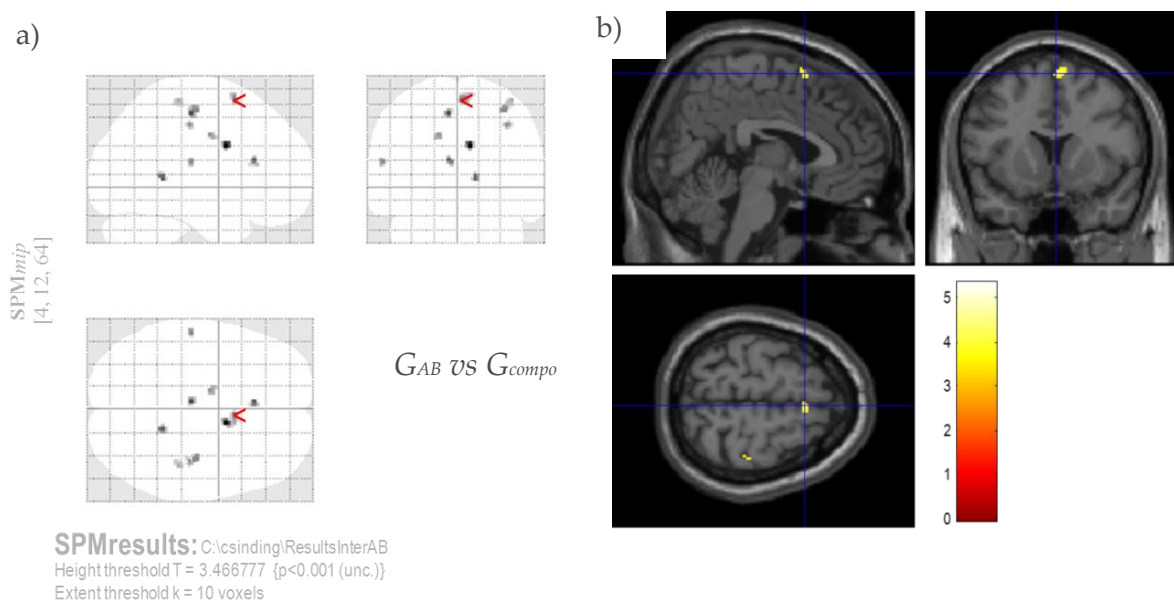 a)
b)
SPMmip
[4, 12, 64]
<
<
<
GAB vs Gcompo
5
4
3
2
1
0
SPMresults: C:\csinding\ResultsInterAB
Height threshold T = 3.466777 {p<0.001 (unc.)}
Extent threshold k = 10 voxels